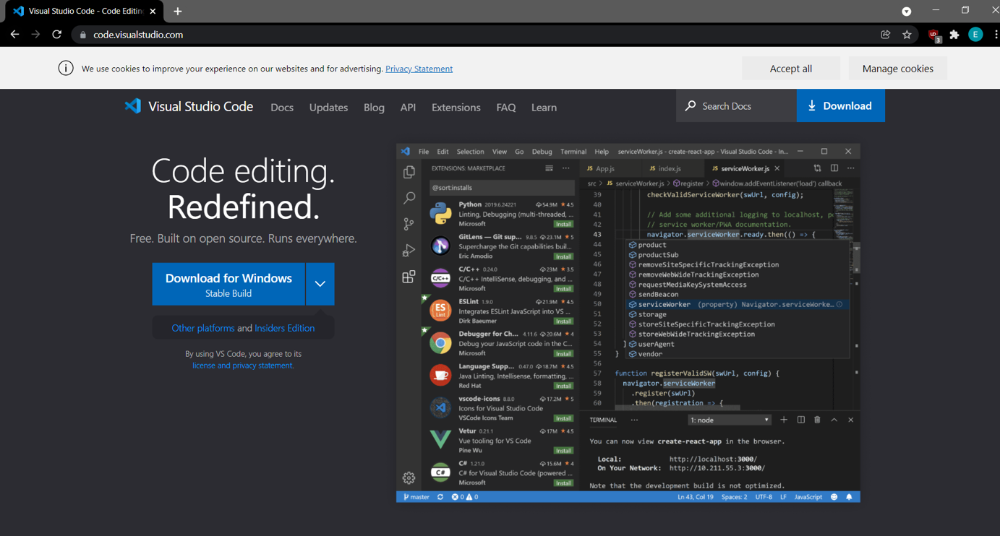 Visual Studio Code - Code Editing
code.visualstudio.com
3
E
We use cookies to improve your experience on our websites and for advertising. Privacy Statement
Accept all
Manage cookies
Visual Studio Code Docs Updates Blog API Extensions FAQ Learn
Search Docs
Download
Code editing.
Redefined.
Free. Built on open source. Runs everywhere.
Download for Windows
Stable Build
Other platforms and Insiders Edition
By using VS Code, you agree to its
license and privacy statement.
File Edit Selection View Go Debug Terminal Help serviceWorker.js - create-react-app - Visual Studio Code - In...
EXTENSIONS: MARKETPLACE
@sort:installs
Python 2019.6.24221 54.9M 4.5
Linting, Debugging (multi-threaded, ...
Microsoft Install
GitLens — Git sup... 9.8.5 23.1M 5
Supercharge the Git capabilities buil...
Eric Amodio Install
C/C++ 0.24.0 23M 3.5
C/C++ IntelliSense, debugging, and ...
Microsoft Install
ESLint 1.9.0 21.9M 4.5
Integrates ESLint JavaScript into VS ...
Dirk Baeumer Install
Debugger for Ch... 4.11.6 20.6M 4
Debug your JavaScript code in the C...
Microsoft Install
Language Supp... 0.47.0 18.7M 4.5
Java Linting, Intellisense, formatting, ...
Red Hat Install
vscode-icons 8.8.0 17.2M 5
Icons for Visual Studio Code
VSCode Icons Team Install
Vetur 0.21.1 17M 4.5
Vue tooling for VS Code
Pine Wu Install
C# 1.21.0 15.6M 4
C# for Visual Studio Code (powered ...
Microsoft Install
JS App.js JS index.js JS serviceWorker.js
src > JS serviceWorker.js > register > window.addEventListener('load') callback
39 checkValidServiceWorker(swUrl, config);
40
41 // Add some additional logging to localhost, po
42 // service worker/PWA documentation.
43 navigator.serviceWorker.ready.then(() => {
44 product
45 productSub
46 removeSiteSpecificTrackingException
47 removeWebWideTrackingException
48 requestMediaKeySystemAccess
49 sendBeacon
50 serviceWorker (property) Navigator.serviceWorke...
51 storage
52 storeSiteSpecificTrackingException
53 storeWebWideTrackingException
54 } userAgent
55 } vendor
56
57 function registerValidSW(swUrl, config) {
58 navigator.serviceWorker
59 .register(swUrl)
60 .then(registration => {
TERMINAL ... 1: node
You can now view create-react-app in the browser.
Local: http://localhost:3000/
On Your Network: http://10.211.55.3:3000/
Note that the development build is not optimized.
master 0 0 Ln 43, Col 19 Spaces: 2 UTF-8 LF JavaScript